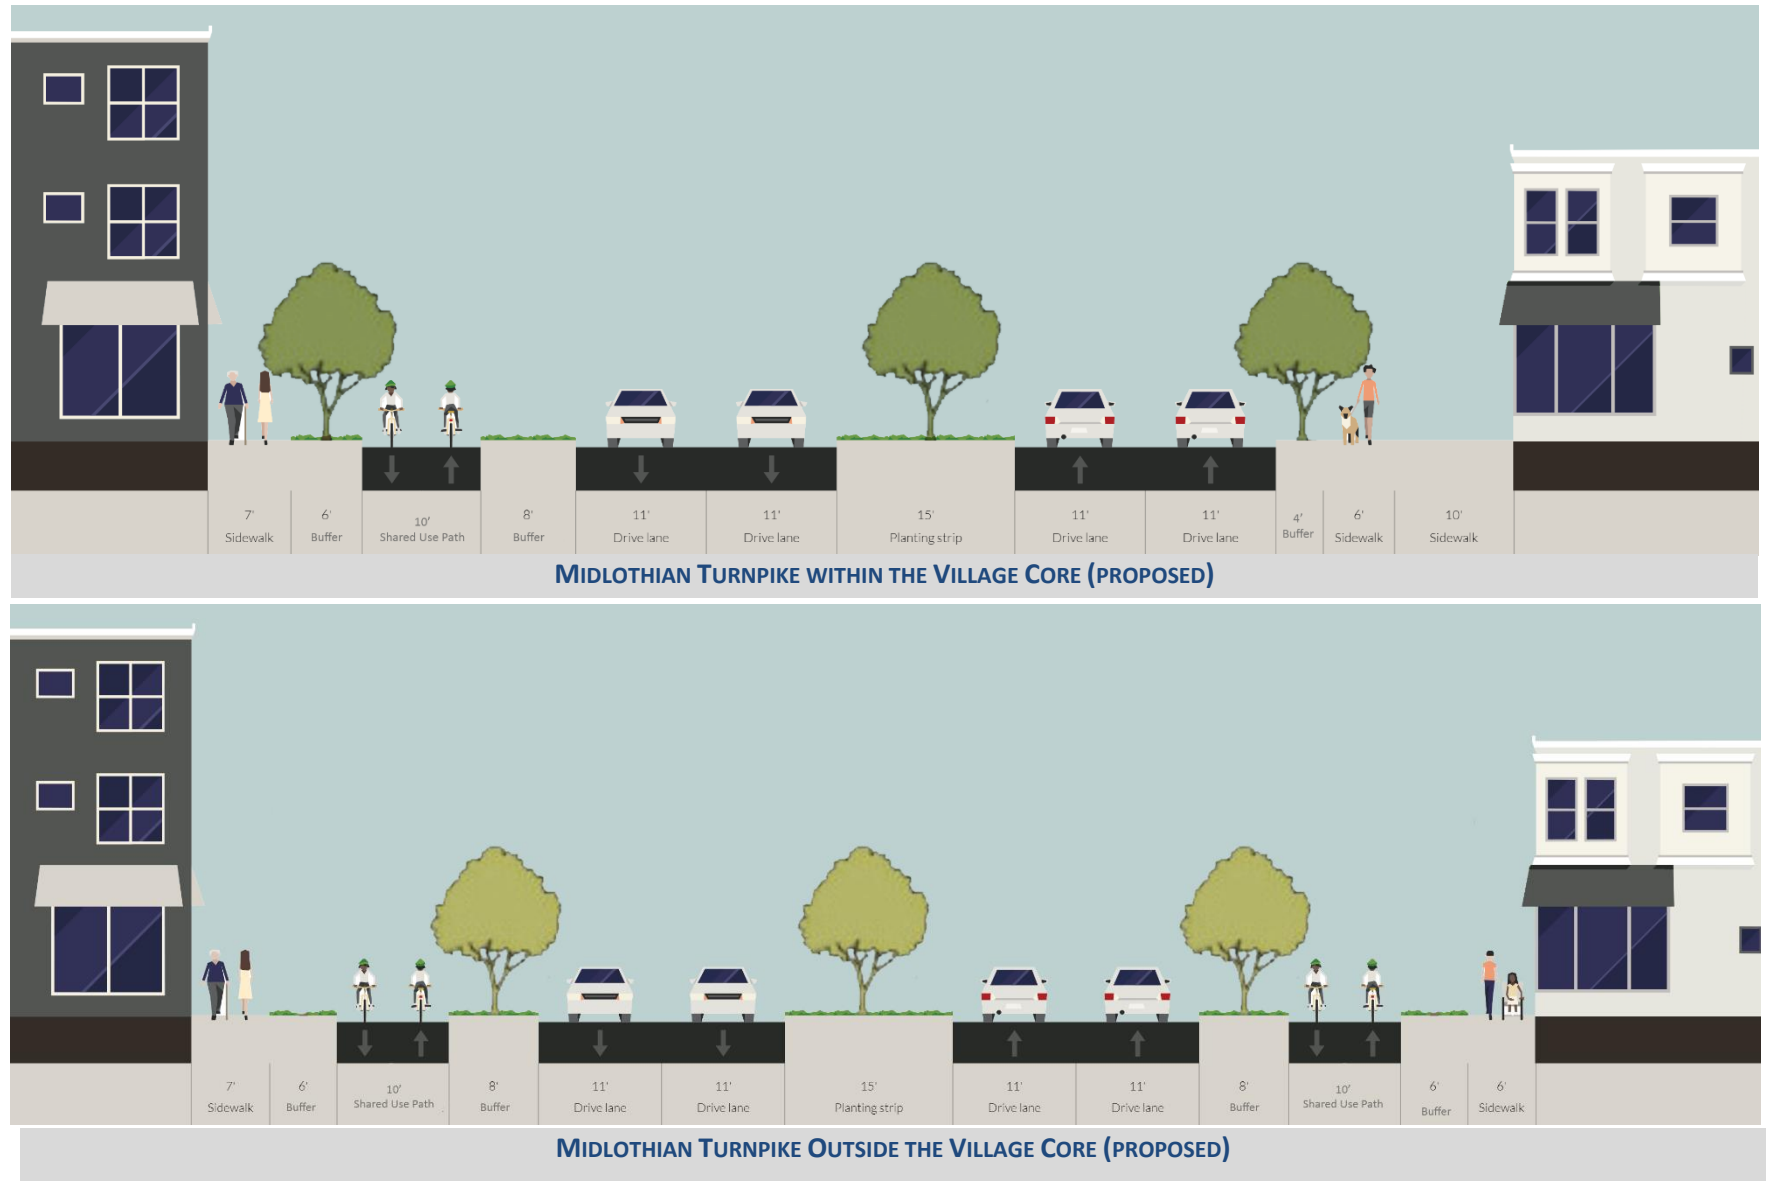 7' 6' 10' 8' 11' 11' 15' 11' 11' 4' 6' 10'
Sidewalk Buffer Shared Use Path Buffer Drive lane Drive lane Planting strip Drive lane Drive lane Buffer Sidewalk Sidewalk
MIDLOTHIAN TURNPIKE WITHIN THE VILLAGE CORE (PROPOSED)
7' 6' 10' 8' 11' 11' 15' 11' 11' 8' 10' 6' 6'
Sidewalk Buffer Shared Use Path Buffer Drive lane Drive lane Planting strip Drive lane Drive lane Buffer Shared Use Path Buffer Sidewalk
MIDLOTHIAN TURNPIKE OUTSIDE THE VILLAGE CORE (PROPOSED)